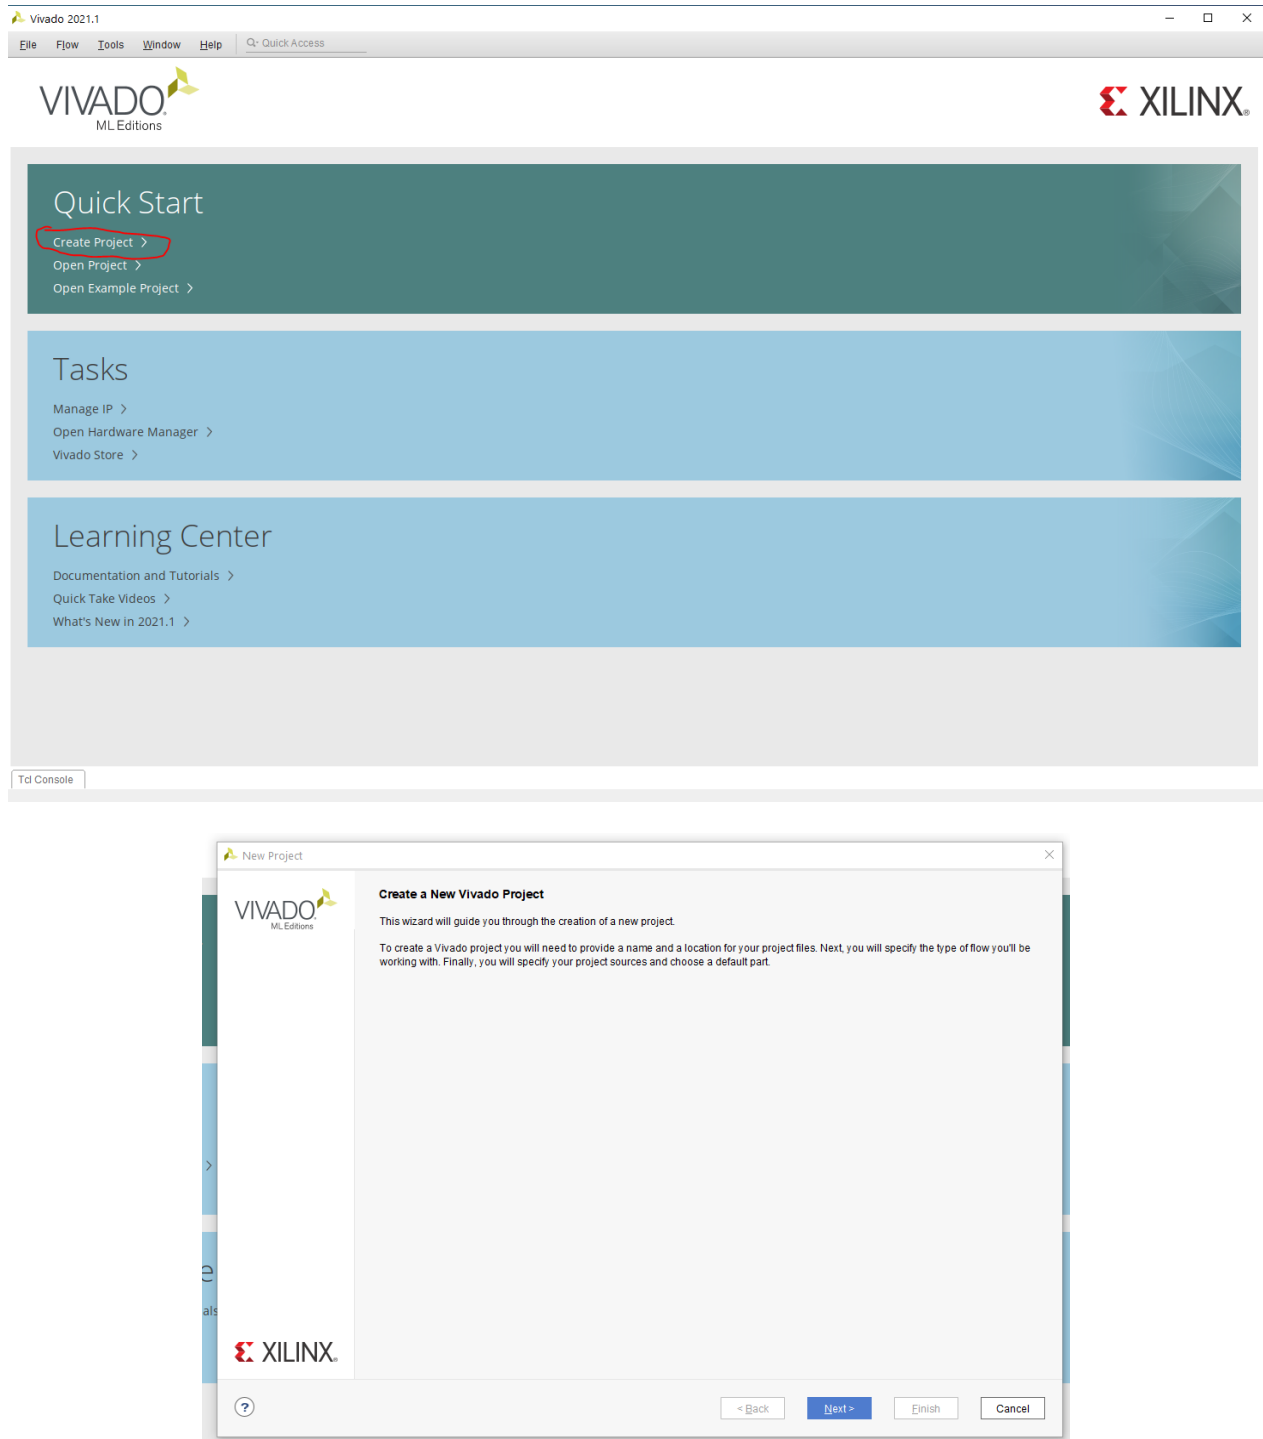 Vivado 2021.1
File Flow Tools Window Help Quick Access
VIVADO.
ML Editions
XILINX®
Quick Start
Create Project >
Open Project >
Open Example Project >
Tasks
Manage IP >
Open Hardware Manager >
Vivado Store >
Learning Center
Documentation and Tutorials >
Quick Take Videos >
What's New in 2021.1 >
Tcl Console
New Project
VIVADO.
ML Editions
Create a New Vivado Project
This wizard will guide you through the creation of a new project.
To create a Vivado project you will need to provide a name and a location for your project files. Next, you will specify the type of flow you'll be
working with. Finally, you will specify your project sources and choose a default part.
>
e
als
XILINX®
? < Back Next > Finish Cancel